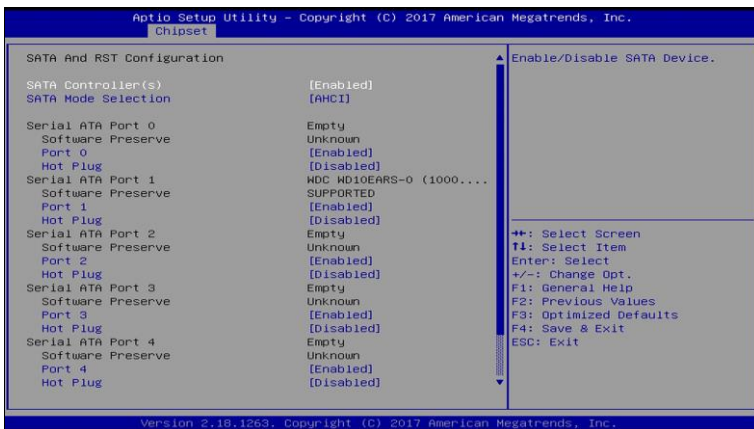 Aptio Setup Utility – Copyright (C) 2017 American Megatrends, Inc.
Chipset
SATA And RST Configuration
SATA Controller(s) [Enabled]
SATA Mode Selection [AHCI]
Serial ATA Port 0 Empty
Software Preserve Unknown
Port 0 [Enabled]
Hot Plug [Disabled]
Serial ATA Port 1 WDC WD10EARS-0 (1000....
Software Preserve SUPPORTED
Port 1 [Enabled]
Hot Plug [Disabled]
Serial ATA Port 2 Empty
Software Preserve Unknown
Port 2 [Enabled]
Hot Plug [Disabled]
Serial ATA Port 3 Empty
Software Preserve Unknown
Port 3 [Enabled]
Hot Plug [Disabled]
Serial ATA Port 4 Empty
Software Preserve Unknown
Port 4 [Enabled]
Hot Plug [Disabled]
Enable/Disable SATA Device.
↔: Select Screen
↑↓: Select Item
Enter: Select
+/-: Change Opt.
F1: General Help
F2: Previous Values
F3: Optimized Defaults
F4: Save & Exit
ESC: Exit
Version 2.18.1263. Copyright (C) 2017 American Megatrends, Inc.